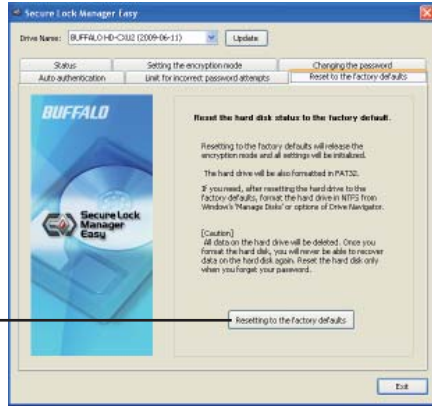 Secure Lock Manager Easy
Drive Name: BUFFALO HD-CXU2 (2009-06-11) Update
Status Setting the encryption mode Changing the password
Auto authentication Limit for incorrect password attempts Reset to the factory defaults
BUFFALO
Secure Lock
Manager
Easy
Reset the hard disk status to the factory default.
Resetting to the factory defaults will release the
encryption mode and all settings will be initialized.
The hard drive will be also formatted in FAT32.
If you need, after resetting the hard drive to the
factory defaults, format the hard drive in NTFS from
Window's 'Manage Disks' or options of Drive Navigator.
[Caution]
All data on the hard drive will be deleted. Once you
format the hard disk, you will never be able to recover
data on the hard disk again. Reset the hard disk only
when you forget your password.
Resetting to the factory defaults
Exit